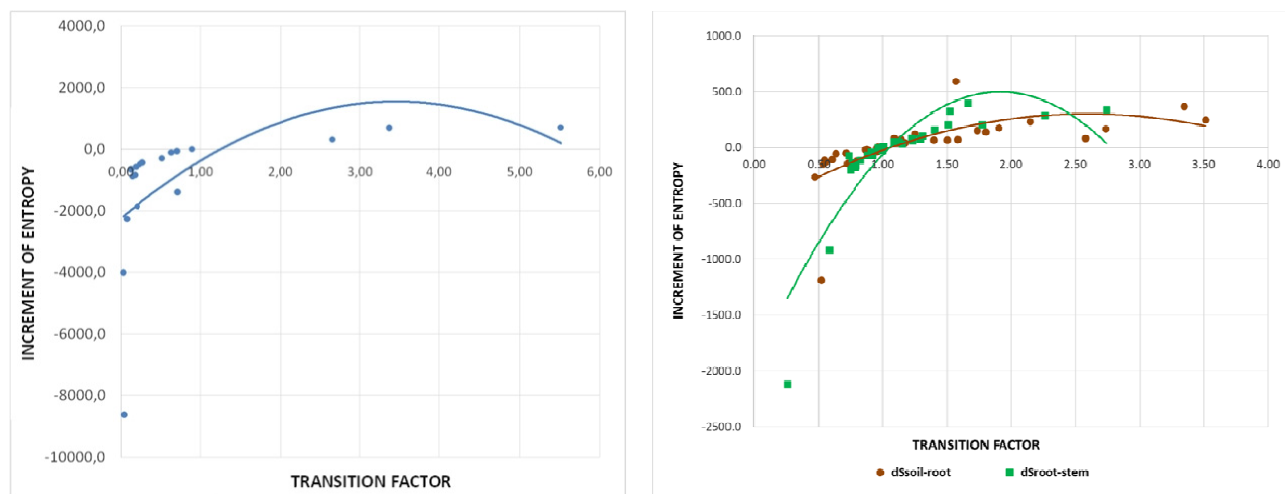 4000,0
2000,0
0,0
0,00 1,00 2,00 3,00 4,00 5,00 6,00
-2000,0
-4000,0
-6000,0
-8000,0
-10000,0
INCREMENT OF ENTROPY
TRANSITION FACTOR
1000.0
500.0
0.0
0.00 0.50 1.00 1.50 2.00 2.50 3.00 3.50 4.00
-500.0
-1000.0
-1500.0
-2000.0
-2500.0
INCREMENT OF ENTROPY
TRANSITION FACTOR
dSsoil-root dSroot-stem